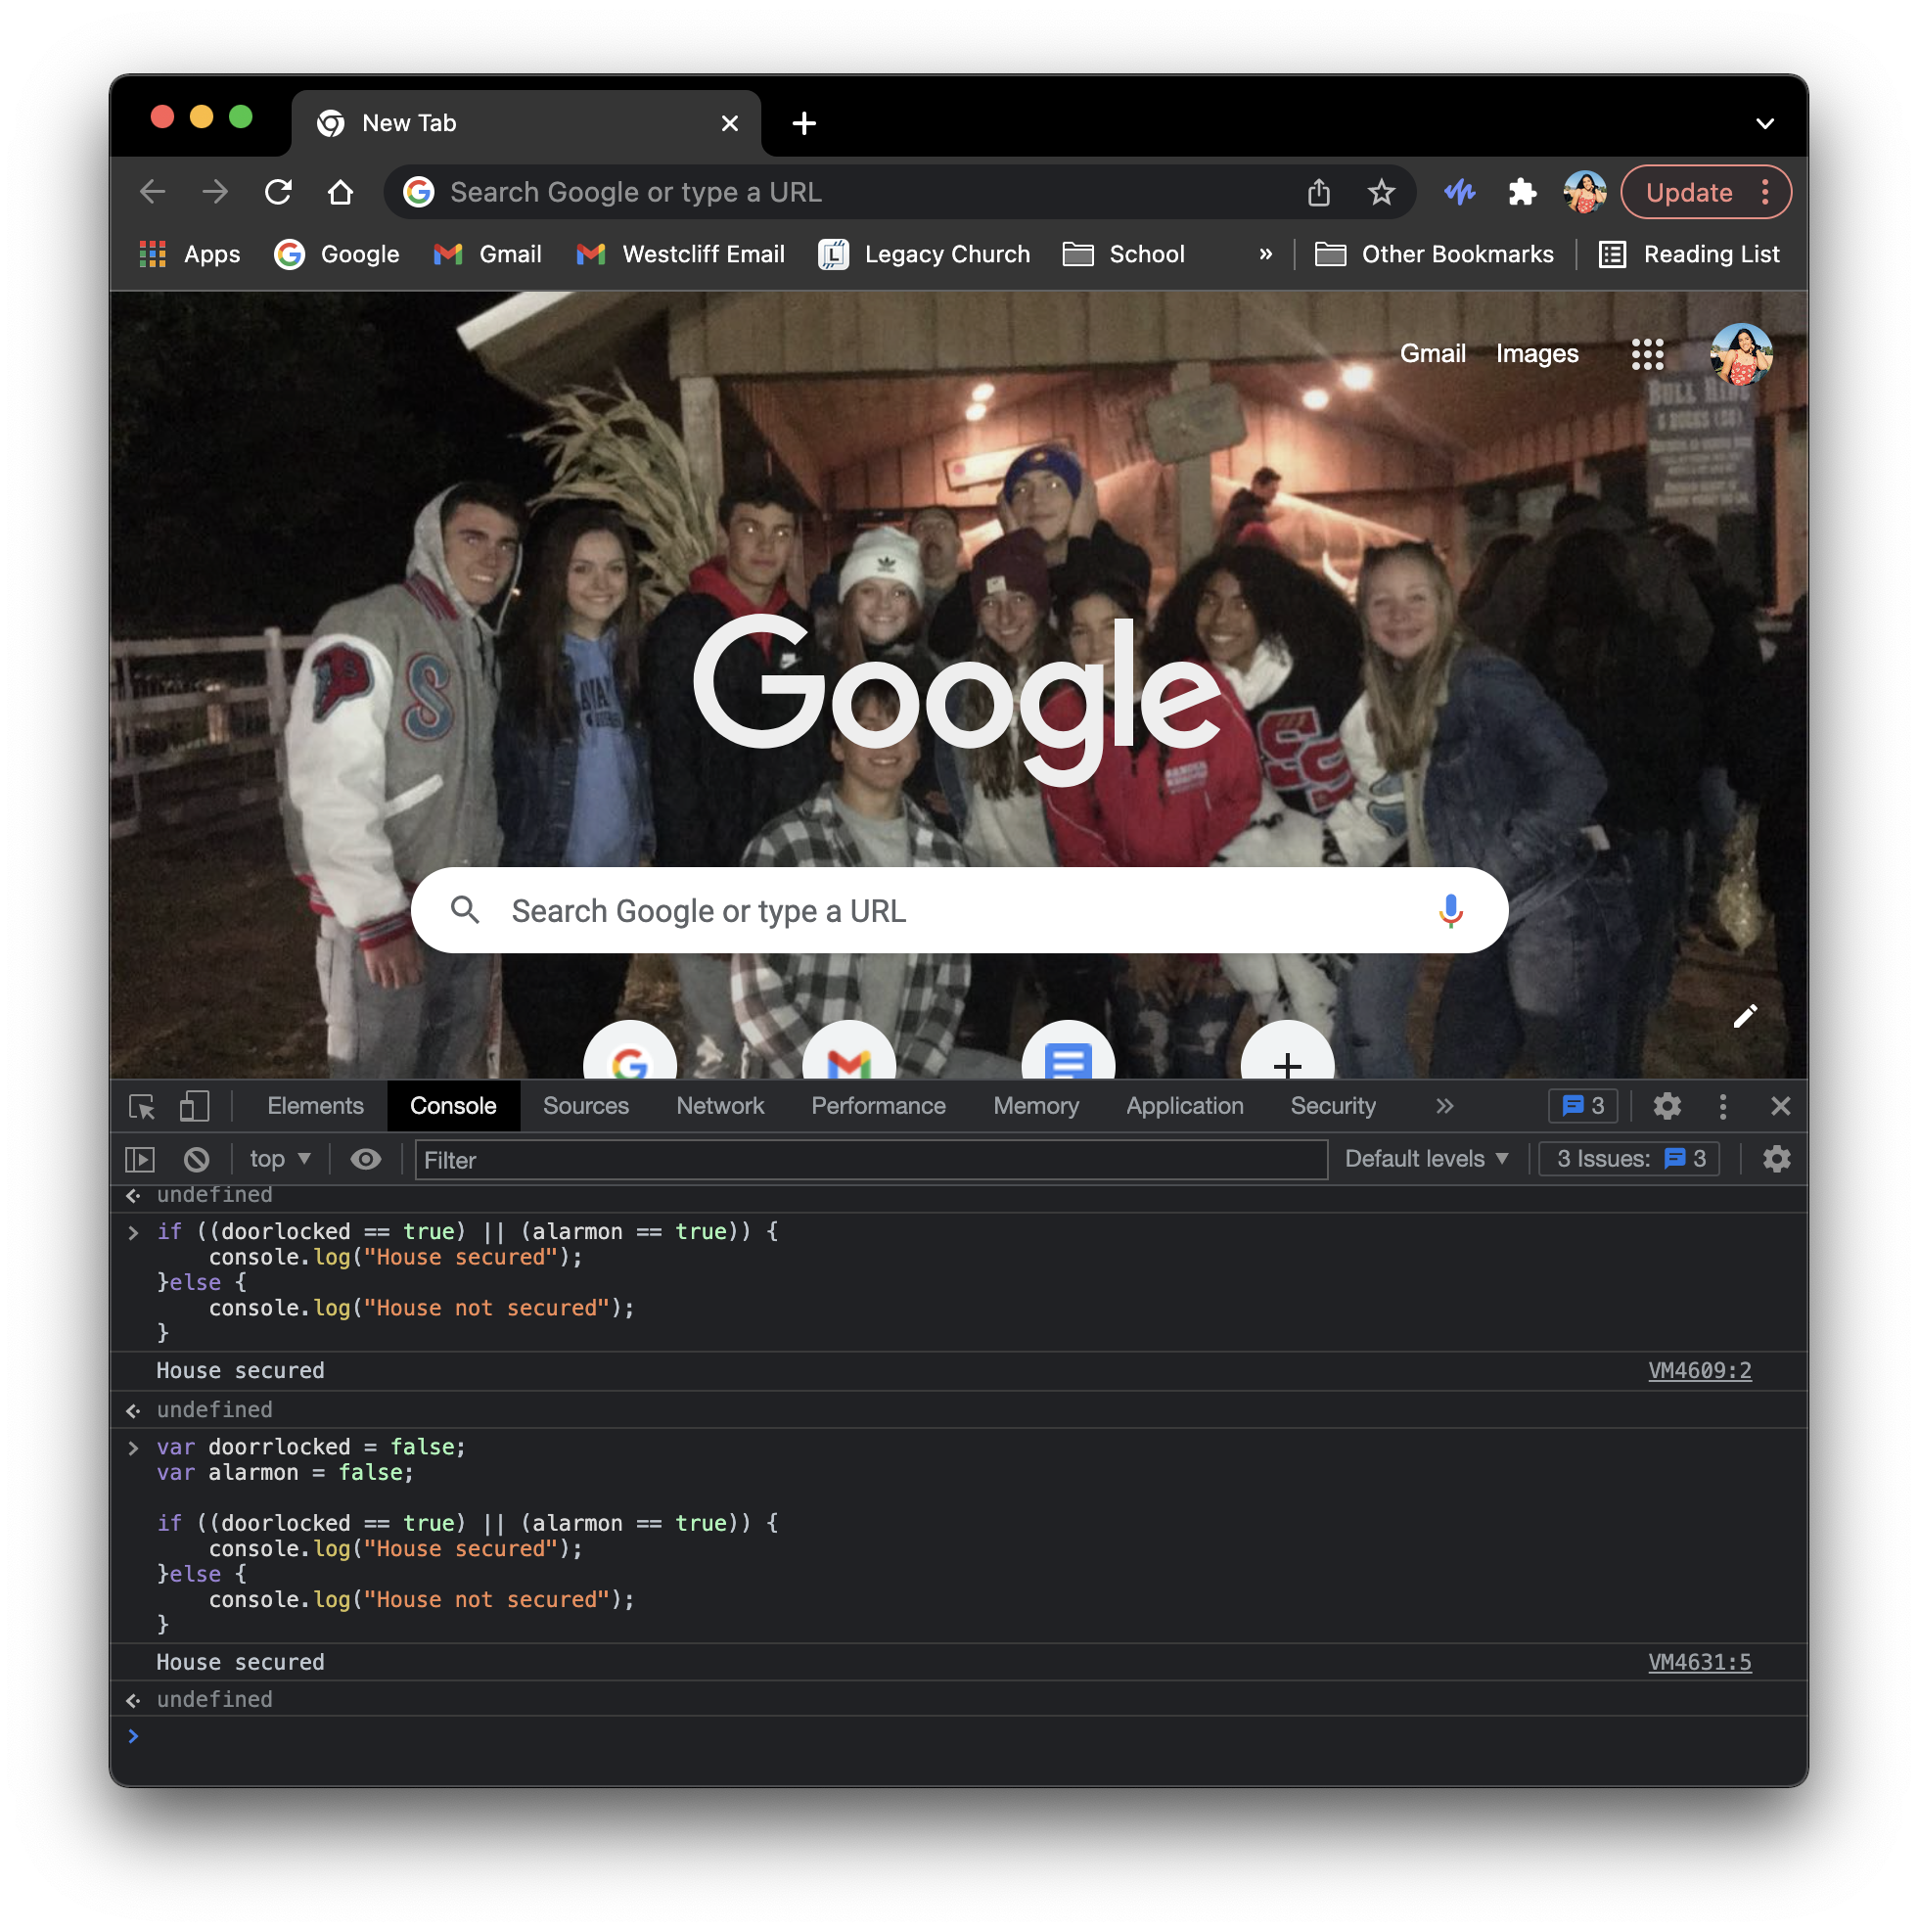 New Tab
Search Google or type a URL
Update
Apps
Google
Gmail
Westcliff Email
Legacy Church
School
»
Other Bookmarks
Reading List
Gmail
Images
BULL RIDE
S
SS
Google
Search Google or type a URL
Elements
Console
Sources
Network
Performance
Memory
Application
Security
»
3
top
Filter
Default levels
3 Issues:
3
undefined
if ((doorlocked == true) || (alarmon == true)) {
console.log("House secured");
}else {
console.log("House not secured");
}
House secured
VM4609:2
undefined
var doorrlocked = false;
var alarmon = false;
if ((doorlocked == true) || (alarmon == true)) {
console.log("House secured");
}else {
console.log("House not secured");
}
House secured
VM4631:5
undefined